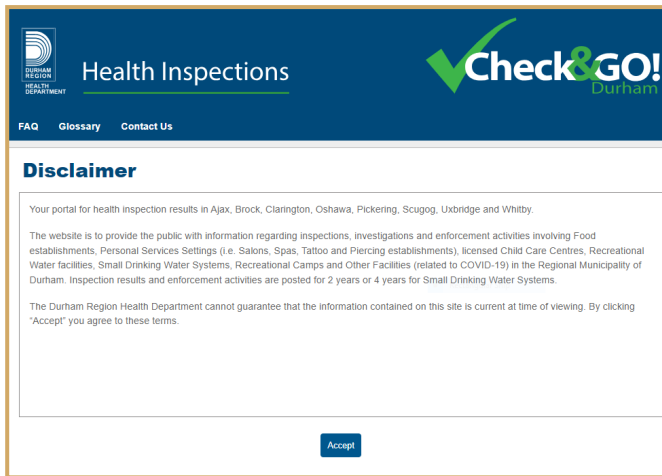 DURHAM
REGION
HEALTH
DEPARTMENT
Health Inspections
Check&GO!
Durham
FAQ Glossary Contact Us
Disclaimer
Your portal for health inspection results in Ajax, Brock, Clarington, Oshawa, Pickering, Scugog, Uxbridge and Whitby.
The website is to provide the public with information regarding inspections, investigations and enforcement activities involving Food
establishments, Personal Services Settings (i.e. Salons, Spas, Tattoo and Piercing establishments), licensed Child Care Centres, Recreational
Water facilities, Small Drinking Water Systems, Recreational Camps and Other Facilities (related to COVID-19) in the Regional Municipality of
Durham. Inspection results and enforcement activities are posted for 2 years or 4 years for Small Drinking Water Systems.
The Durham Region Health Department cannot guarantee that the information contained on this site is current at time of viewing. By clicking
"Accept" you agree to these terms.
Accept